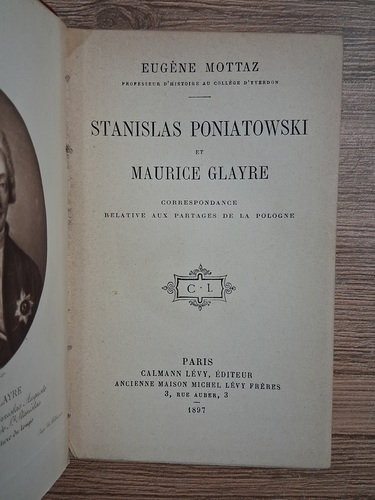 EUGÈNE MOTTAZ
PROFESSEUR D'HISTOIRE AU COLLÈGE D'YVERDON
STANISLAS PONIATOWSKI
ET
MAURICE GLAYRE
CORRESPONDANCE
RELATIVE AUX PARTAGES DE LA POLOGNE
C · L
PARIS
CALMANN LÉVY, ÉDITEUR
ANCIENNE MAISON MICHEL LÉVY FRÈRES
3, RUE AUBER, 3
1897
AYRE